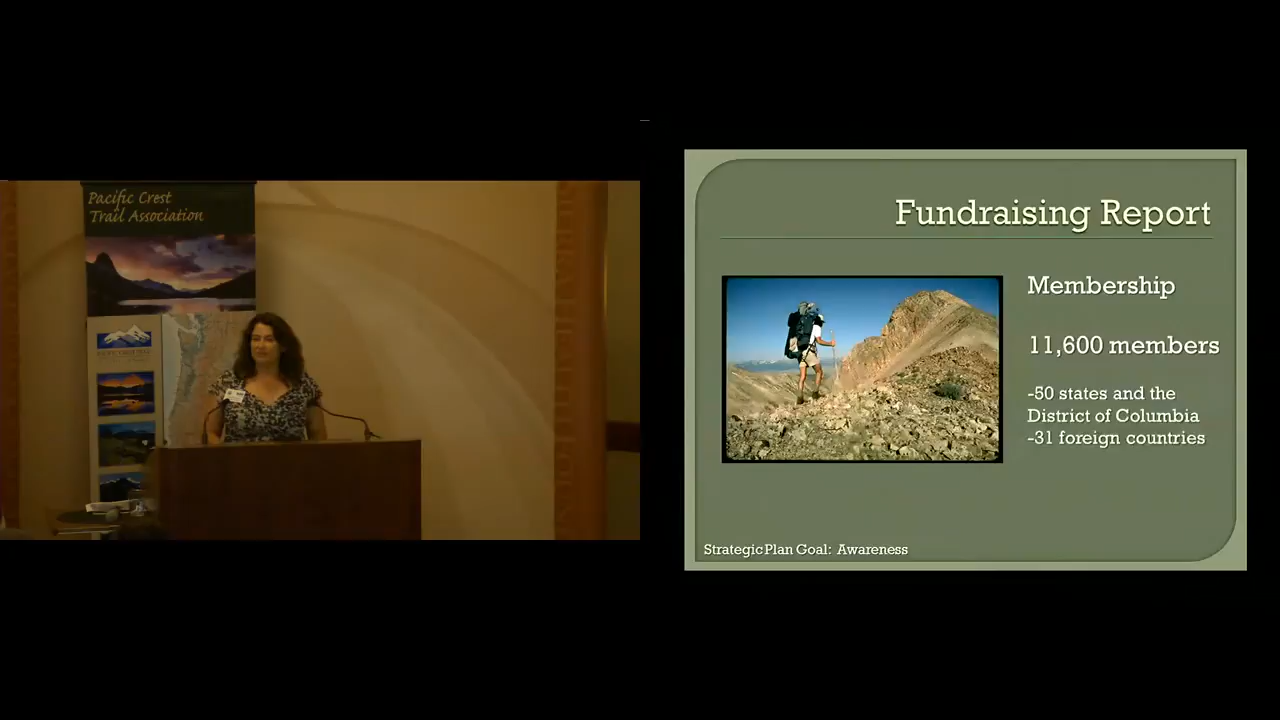 Pacific Crest
Trail Association
Fundraising Report
Membership
11,600 members
-50 states and the
District of Columbia
-31 foreign countries
Strategic Plan Goal: Awareness